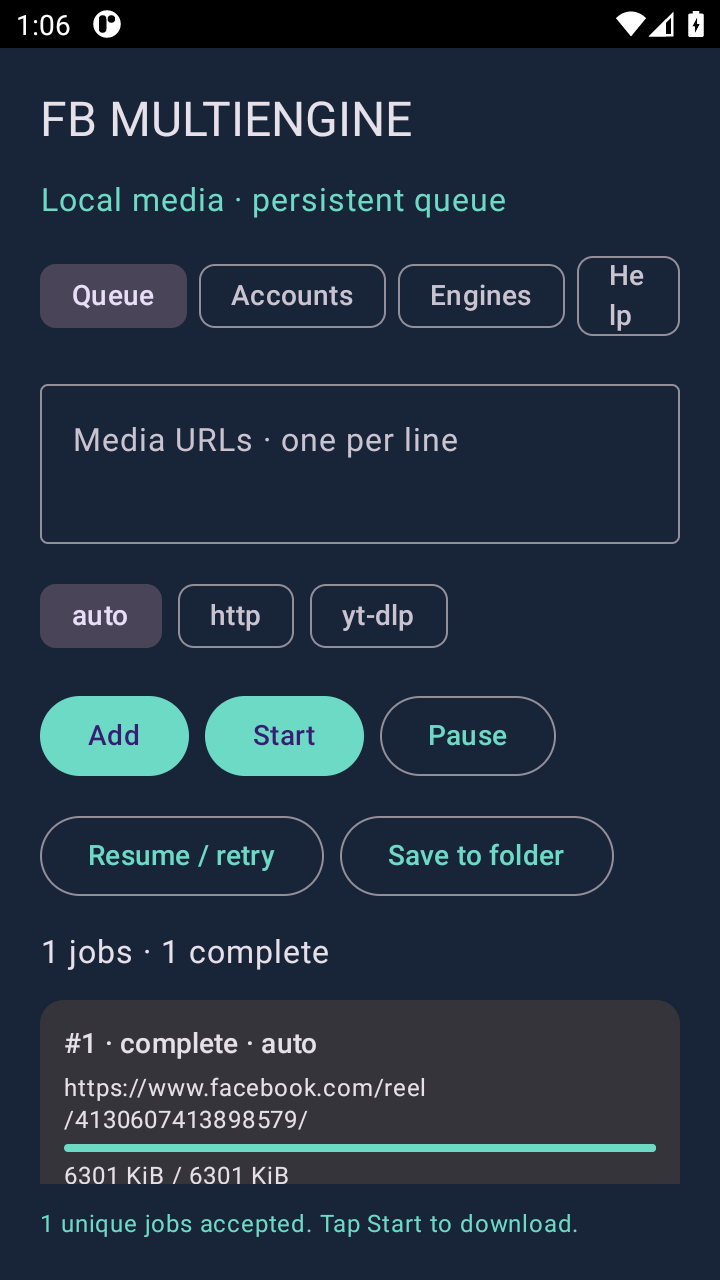 1:06
FB MULTIENGINE
Local media · persistent queue
Queue
Accounts
Engines
He
lp
Media URLs · one per line
auto
http
yt-dlp
Add
Start
Pause
Resume / retry
Save to folder
1 jobs · 1 complete
#1 · complete · auto
https://www.facebook.com/reel
/4130607413898579/
6301 KiB / 6301 KiB
1 unique jobs accepted. Tap Start to download.